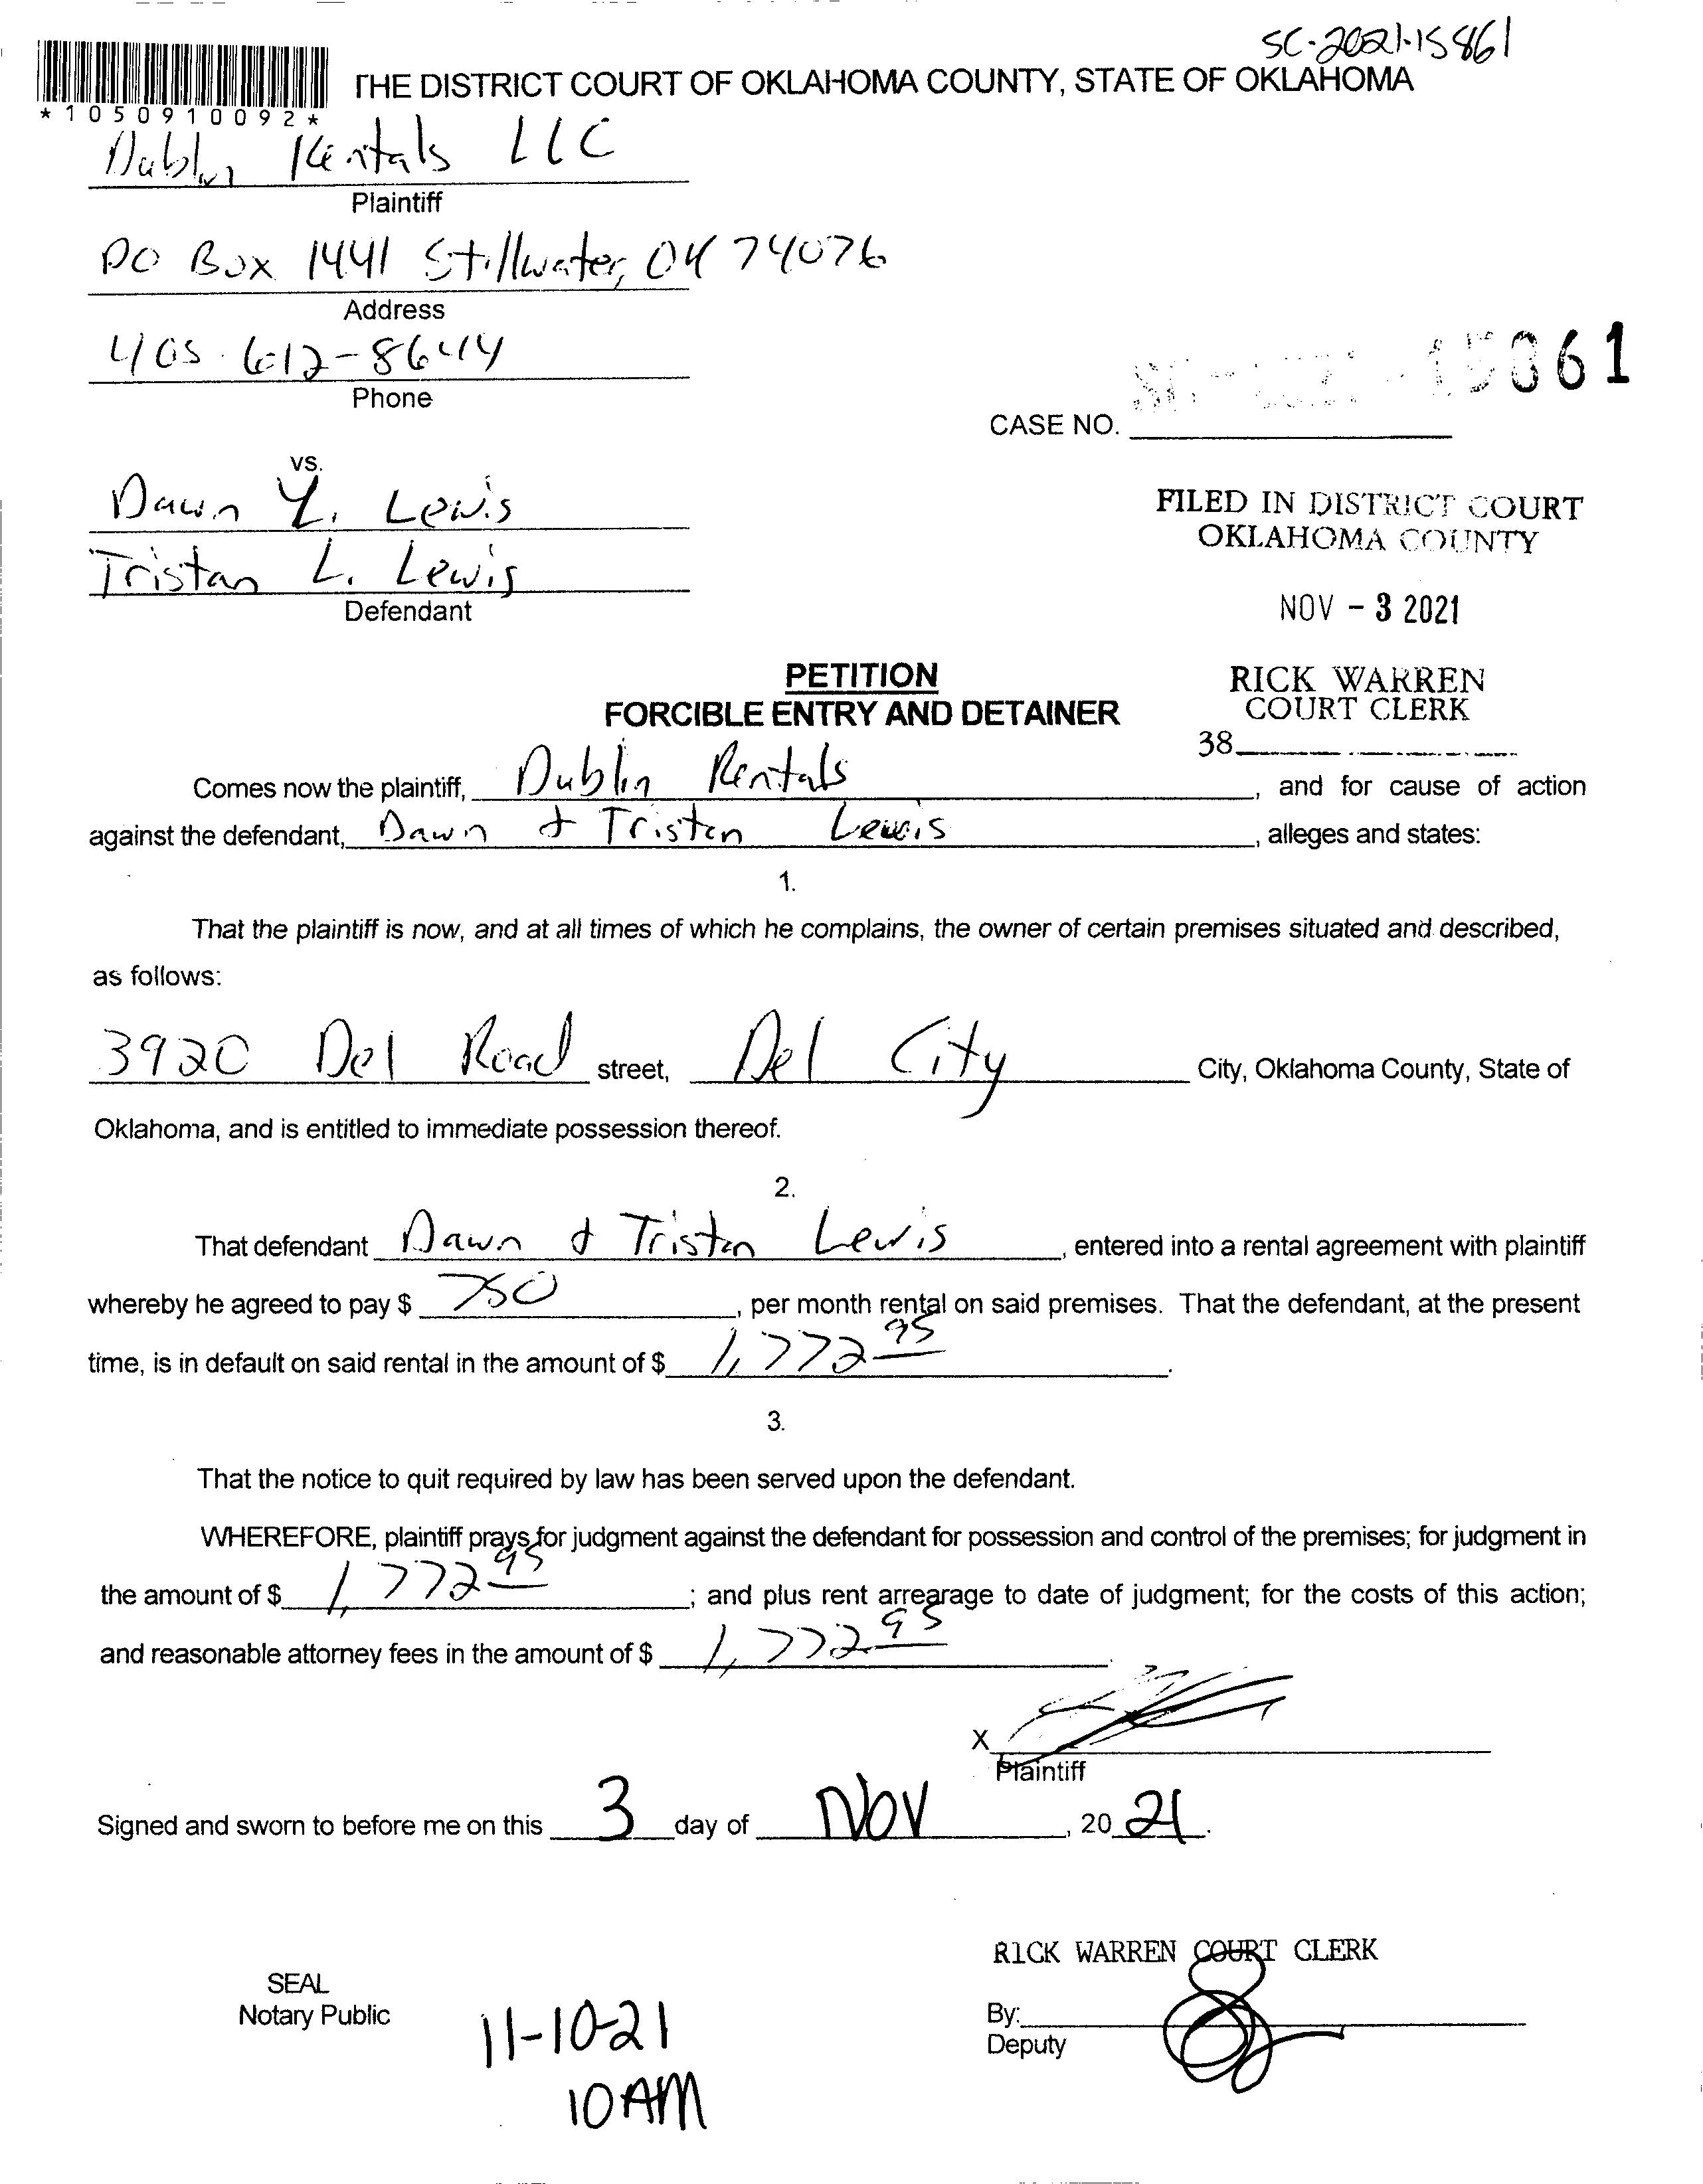 SC-2021-15861
THE DISTRICT COURT OF OKLAHOMA COUNTY, STATE OF OKLAHOMA
*1050910092*
Dublin Rentals LLC
Plaintiff
PO Box 1441 Stillwater, OK 74076
Address
405-612-8644
Phone
15861
CASE NO.
vs.
Dawn Y. Lewis
Tristan L. Lewis
Defendant
FILED IN DISTRICT COURT
OKLAHOMA COUNTY
NOV - 3 2021
RICK WARREN
COURT CLERK
38
PETITION
FORCIBLE ENTRY AND DETAINER
Comes now the plaintiff, Dublin Rentals, and for cause of action
against the defendant, Dawn & Tristan Lewis, alleges and states:
1.
That the plaintiff is now, and at all times of which he complains, the owner of certain premises situated and described,
as follows:
3920 Del Road street, Del City City, Oklahoma County, State of
Oklahoma, and is entitled to immediate possession thereof.
2.
That defendant Dawn & Tristan Lewis, entered into a rental agreement with plaintiff
whereby he agreed to pay $ 750, per month rental on said premises. That the defendant, at the present
time, is in default on said rental in the amount of $ 1,772 95.
3.
That the notice to quit required by law has been served upon the defendant.
WHEREFORE, plaintiff prays for judgment against the defendant for possession and control of the premises; for judgment in
the amount of $ 1,772 95; and plus rent arrearage to date of judgment; for the costs of this action;
and reasonable attorney fees in the amount of $ 1,772 95.
X
Plaintiff
Signed and sworn to before me on this 3 day of Nov, 20 21.
RICK WARREN COURT CLERK
SEAL
Notary Public
By:
Deputy
11-10-21
10 AM